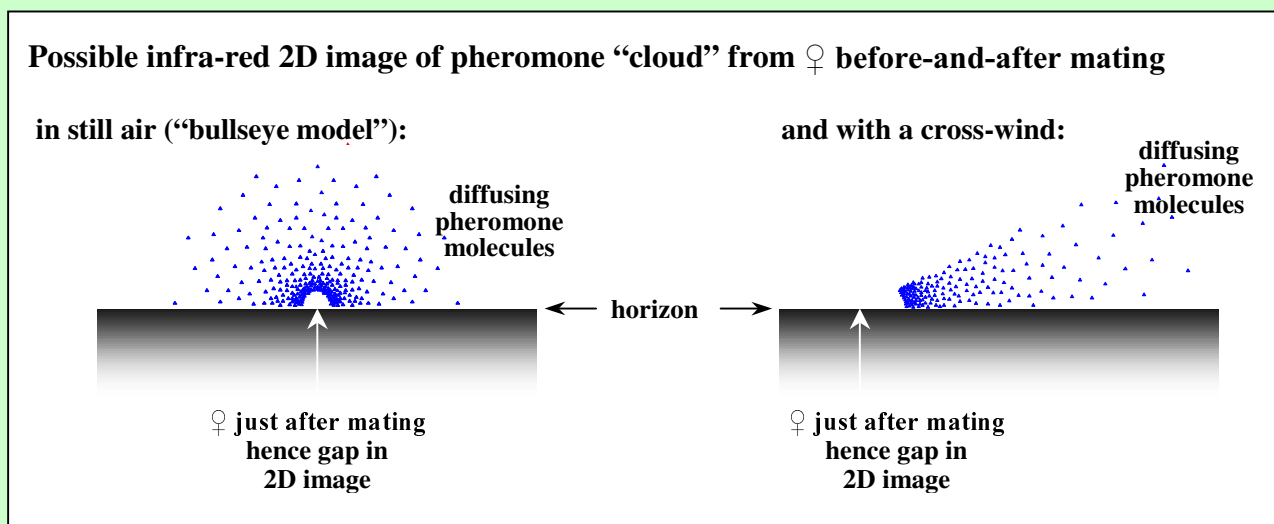 Possible infra-red 2D image of pheromone “cloud” from ♀ before-and-after mating
in still air (“bullseye model”):
diffusing
pheromone
molecules
and with a cross-wind:
diffusing
pheromone
molecules
horizon
♀ just after mating
hence gap in
2D image
♀ just after mating
hence gap in
2D image